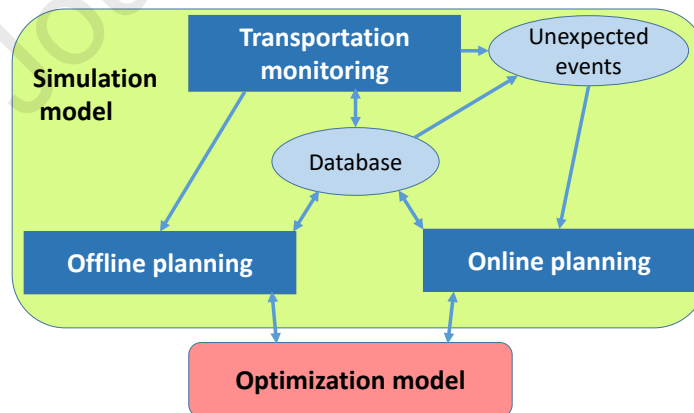 Transportation
monitoring
Unexpected
events
Simulation
model
Database
Offline planning
Online planning
Optimization model